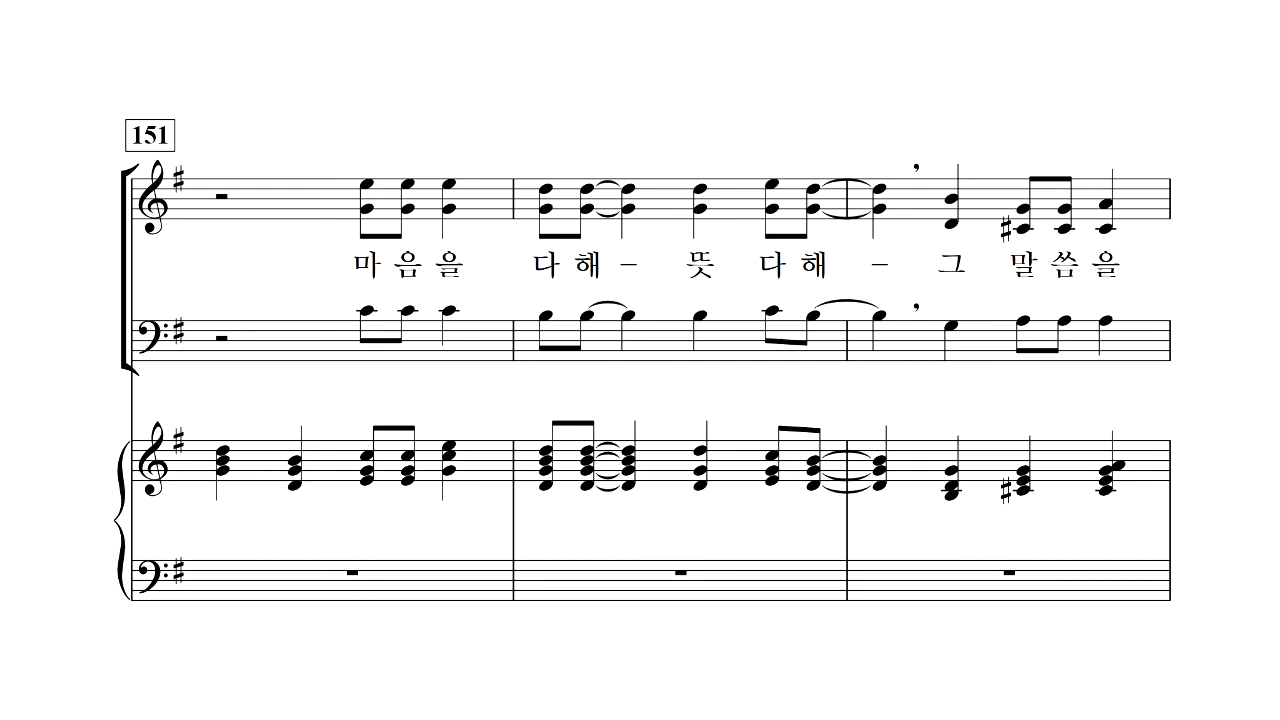 151
마 음 을 다 해 – 뜻 다 해 – 그 말 씀 을